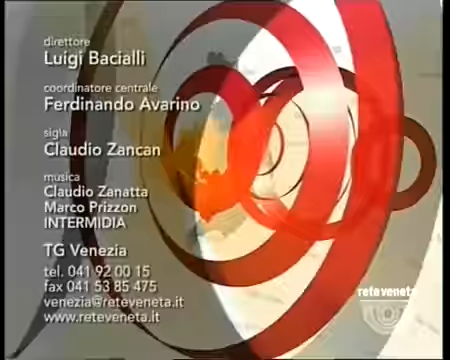 direttore
Luigi Bacialli
coordinatore centrale
Ferdinando Avarino
sigla
Claudio Zancan
musica
Claudio Zanatta
Marco Prizzon
INTERMIDIA
TG Venezia
tel. 041 92 00 15
fax 041 53 85 475
venezia@reteveneta.it
www.reteveneta.it
reteveneta